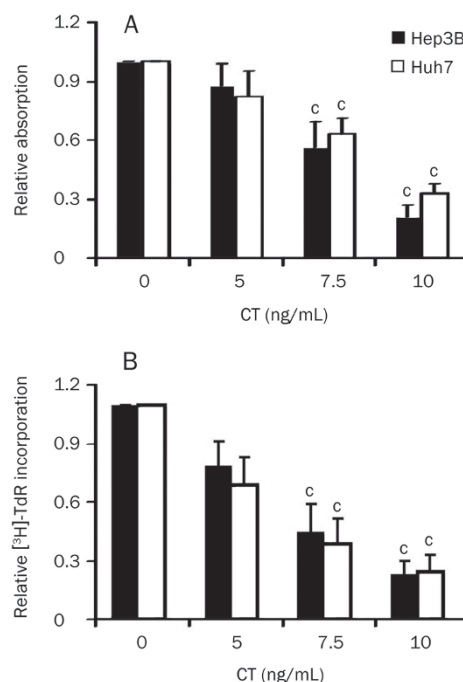 A
Hep3B
Huh7
Relative absorption
1.2
0.9
0.6
0.3
0
c c
c
c
0 5 7.5 10
CT (ng/mL)
B
Relative [³H]-TdR incorporation
1.2
0.9
0.6
0.3
0
c
c
c c
0 5 7.5 10
CT (ng/mL)